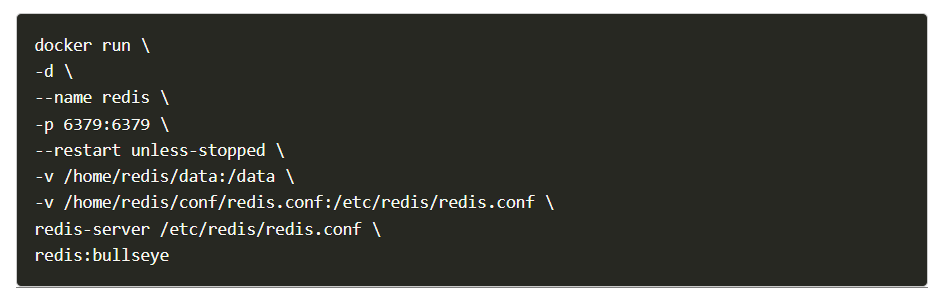 docker run \
-d \
--name redis \
-p 6379:6379 \
--restart unless-stopped \
-v /home/redis/data:/data \
-v /home/redis/conf/redis.conf:/etc/redis/redis.conf \
redis-server /etc/redis/redis.conf \
redis:bullseye